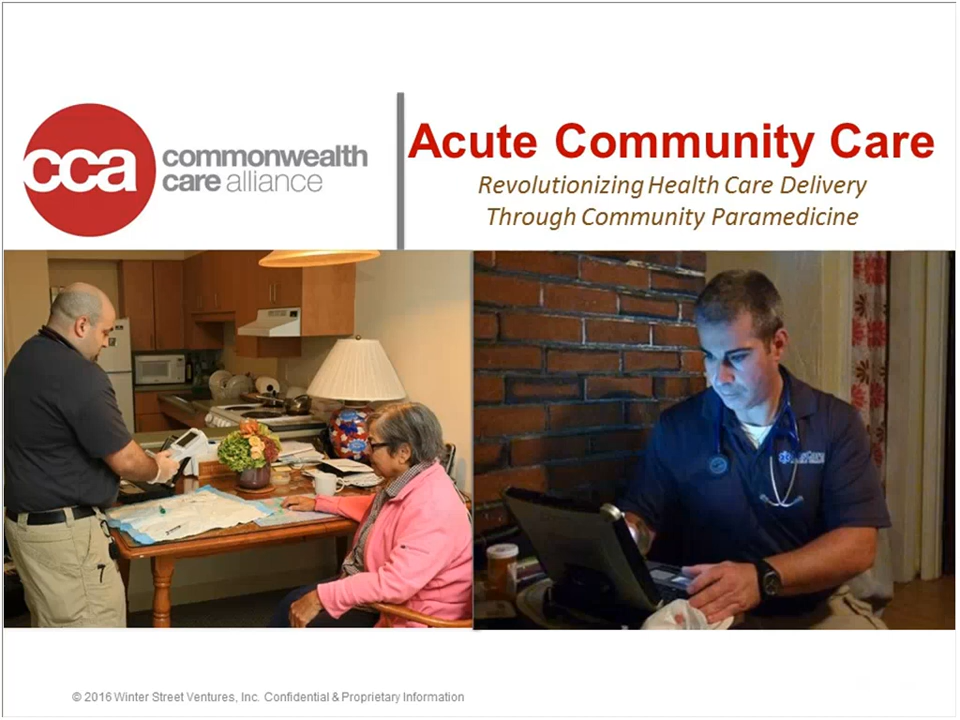 cca
commonwealth
care alliance
Acute Community Care
Revolutionizing Health Care Delivery
Through Community Paramedicine
© 2016 Winter Street Ventures, Inc. Confidential & Proprietary Information